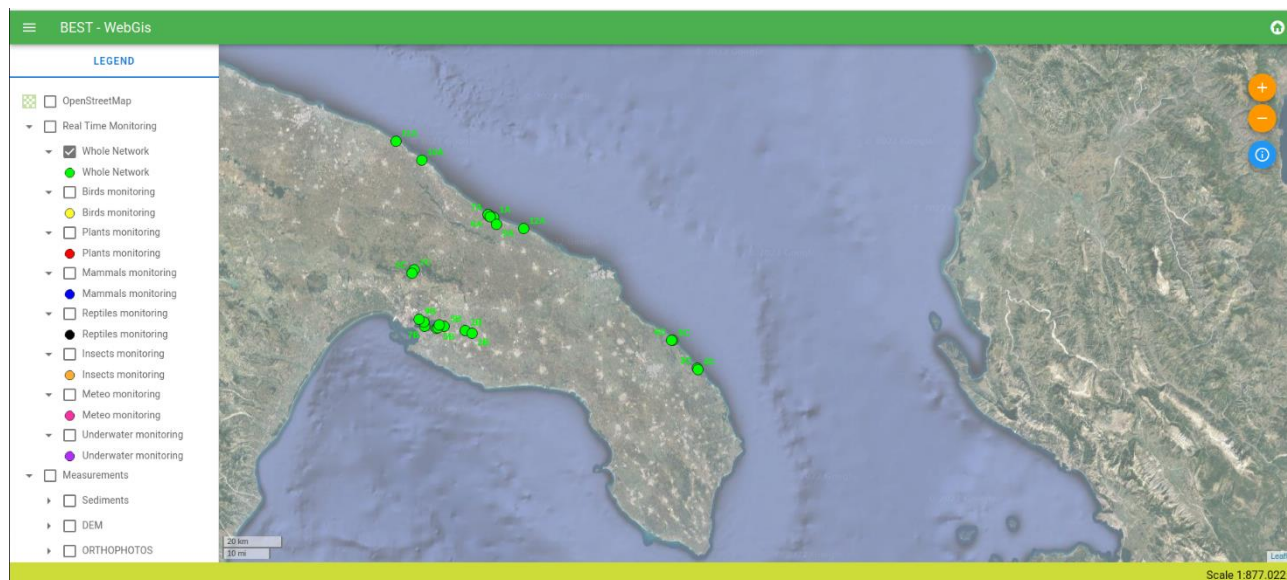 BEST - WebGis
LEGEND
OpenStreetMap
Real Time Monitoring
Whole Network
Whole Network
Birds monitoring
Birds monitoring
Plants monitoring
Plants monitoring
Mammals monitoring
Mammals monitoring
Reptiles monitoring
Reptiles monitoring
Insects monitoring
Insects monitoring
Meteo monitoring
Meteo monitoring
Underwater monitoring
Underwater monitoring
Measurements
Sediments
DEM
ORTHOPHOTOS
20 km
10 mi
Scale 1:877.022